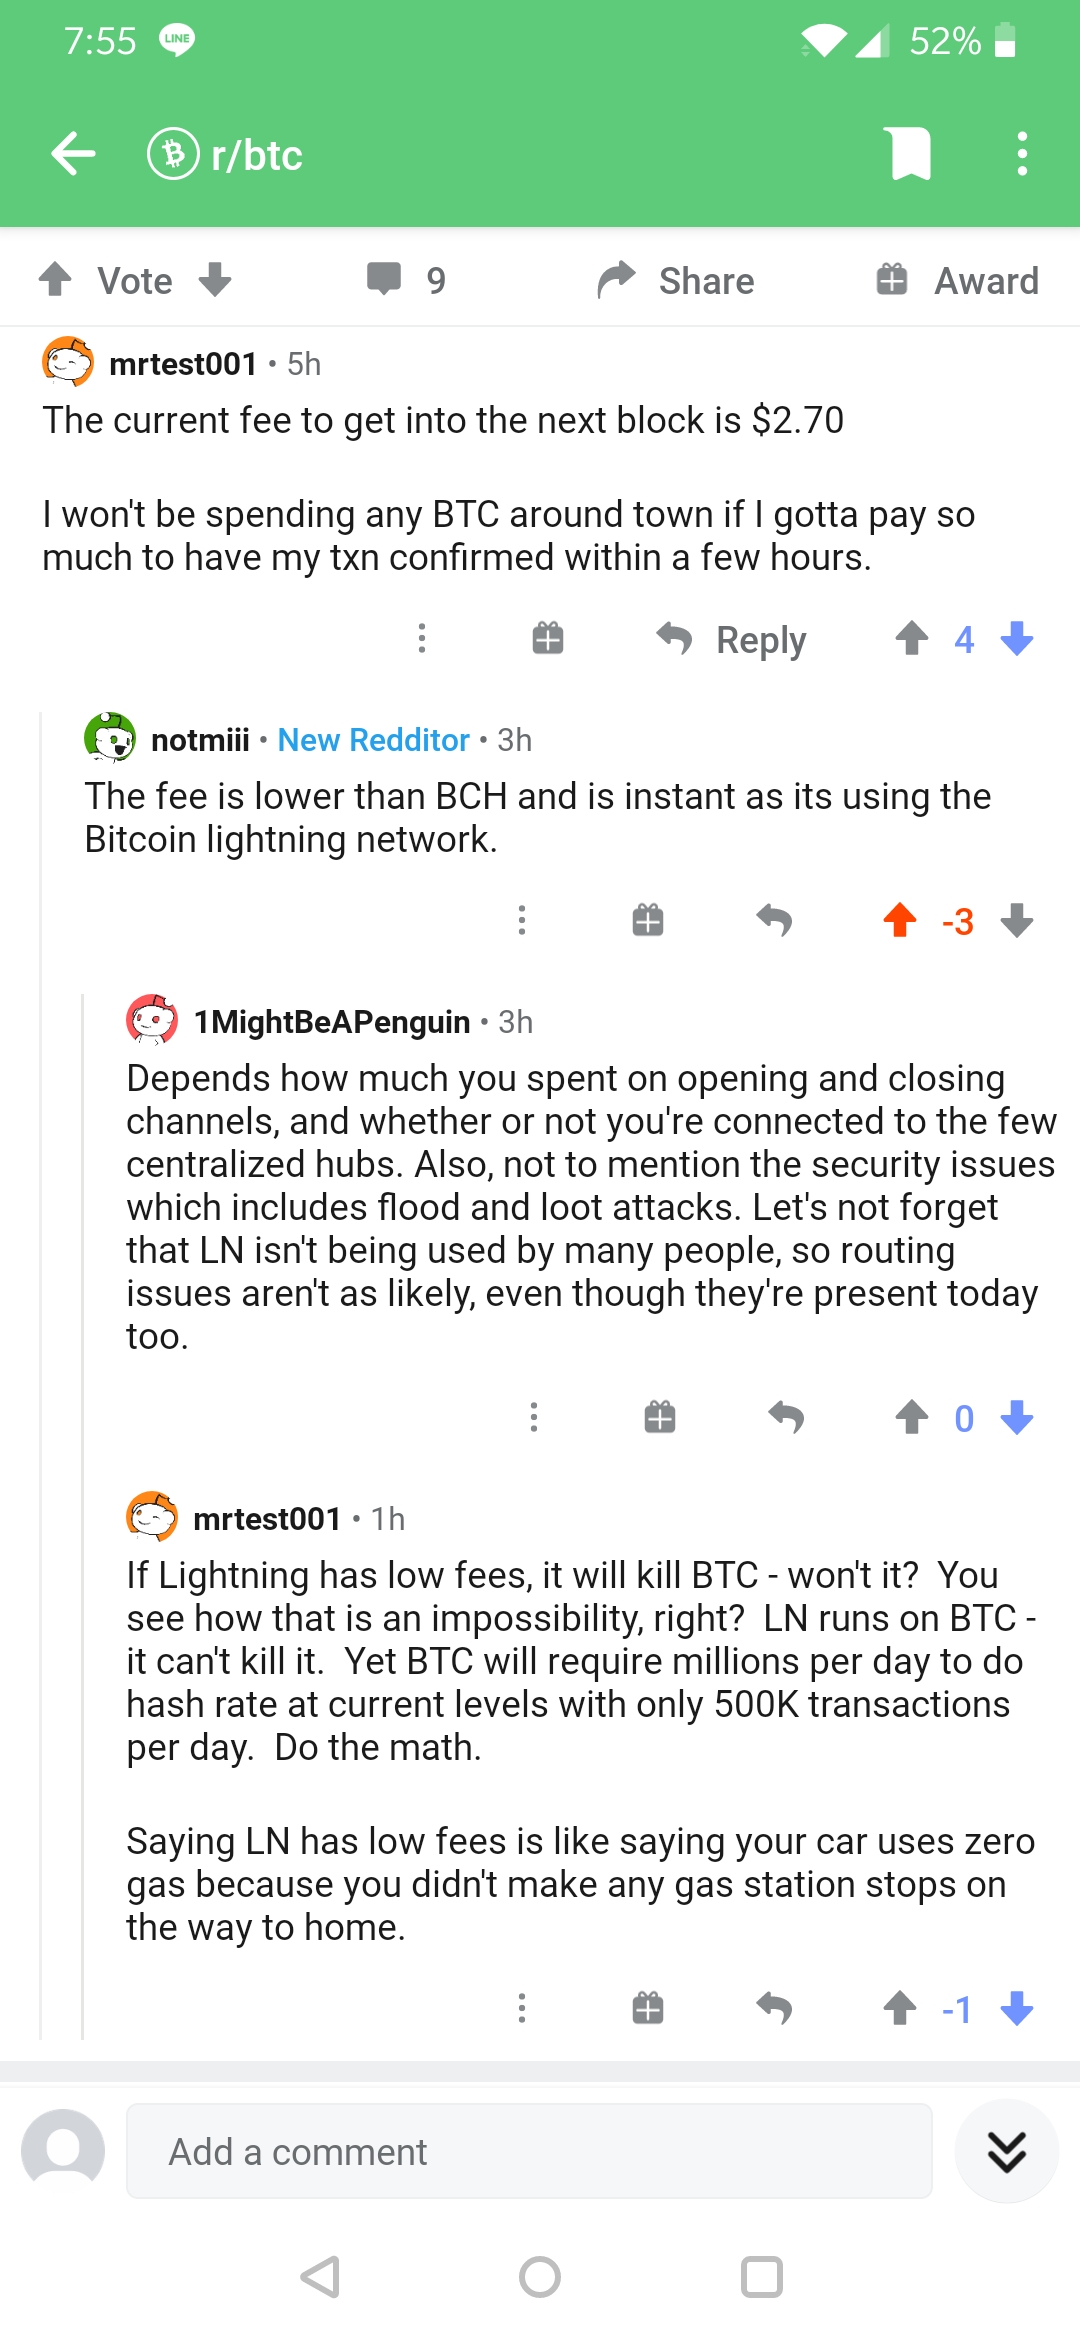 7:55 LINE 52%
r/btc
Vote 9 Share Award
mrtest001 • 5h
The current fee to get into the next block is $2.70
I won't be spending any BTC around town if I gotta pay so
much to have my txn confirmed within a few hours.
Reply 4
notmiii • New Redditor • 3h
The fee is lower than BCH and is instant as its using the
Bitcoin lightning network.
-3
1MightBeAPenguin • 3h
Depends how much you spent on opening and closing
channels, and whether or not you're connected to the few
centralized hubs. Also, not to mention the security issues
which includes flood and loot attacks. Let's not forget
that LN isn't being used by many people, so routing
issues aren't as likely, even though they're present today
too.
0
mrtest001 • 1h
If Lightning has low fees, it will kill BTC - won't it?  You
see how that is an impossibility, right?  LN runs on BTC -
it can't kill it.  Yet BTC will require millions per day to do
hash rate at current levels with only 500K transactions
per day.  Do the math.
Saying LN has low fees is like saying your car uses zero
gas because you didn't make any gas station stops on
the way to home.
-1
Add a comment